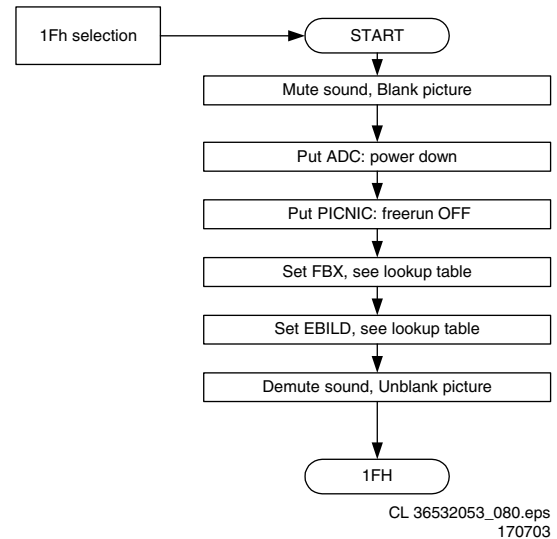 1Fh selection
START
Mute sound, Blank picture
Put ADC: power down
Put PICNIC: freerun OFF
Set FBX, see lookup table
Set EBILD, see lookup table
Demute sound, Unblank picture
1FH
CL 36532053_080.eps
170703